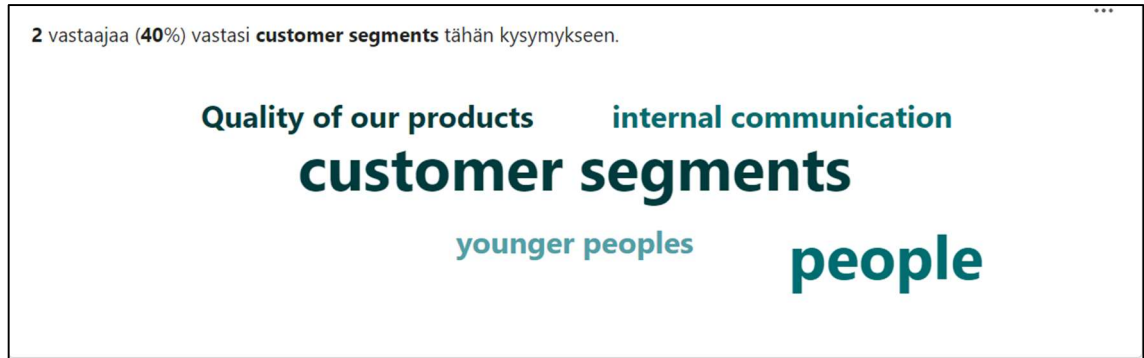 2 vastaajaa (40%) vastasi customer segments tähän kysymykseen.
Quality of our products
internal communication
customer segments
younger peoples
people